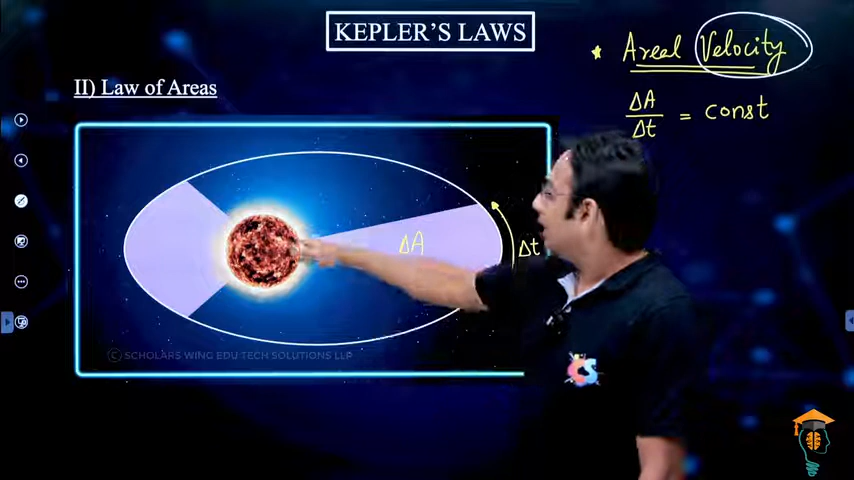 KEPLER'S LAWS
* Areal Velocity
II) Law of Areas
ΔA
Δt
= const
ΔA
Δt
© SCHOLARS WING EDU TECH SOLUTIONS LLP
CS